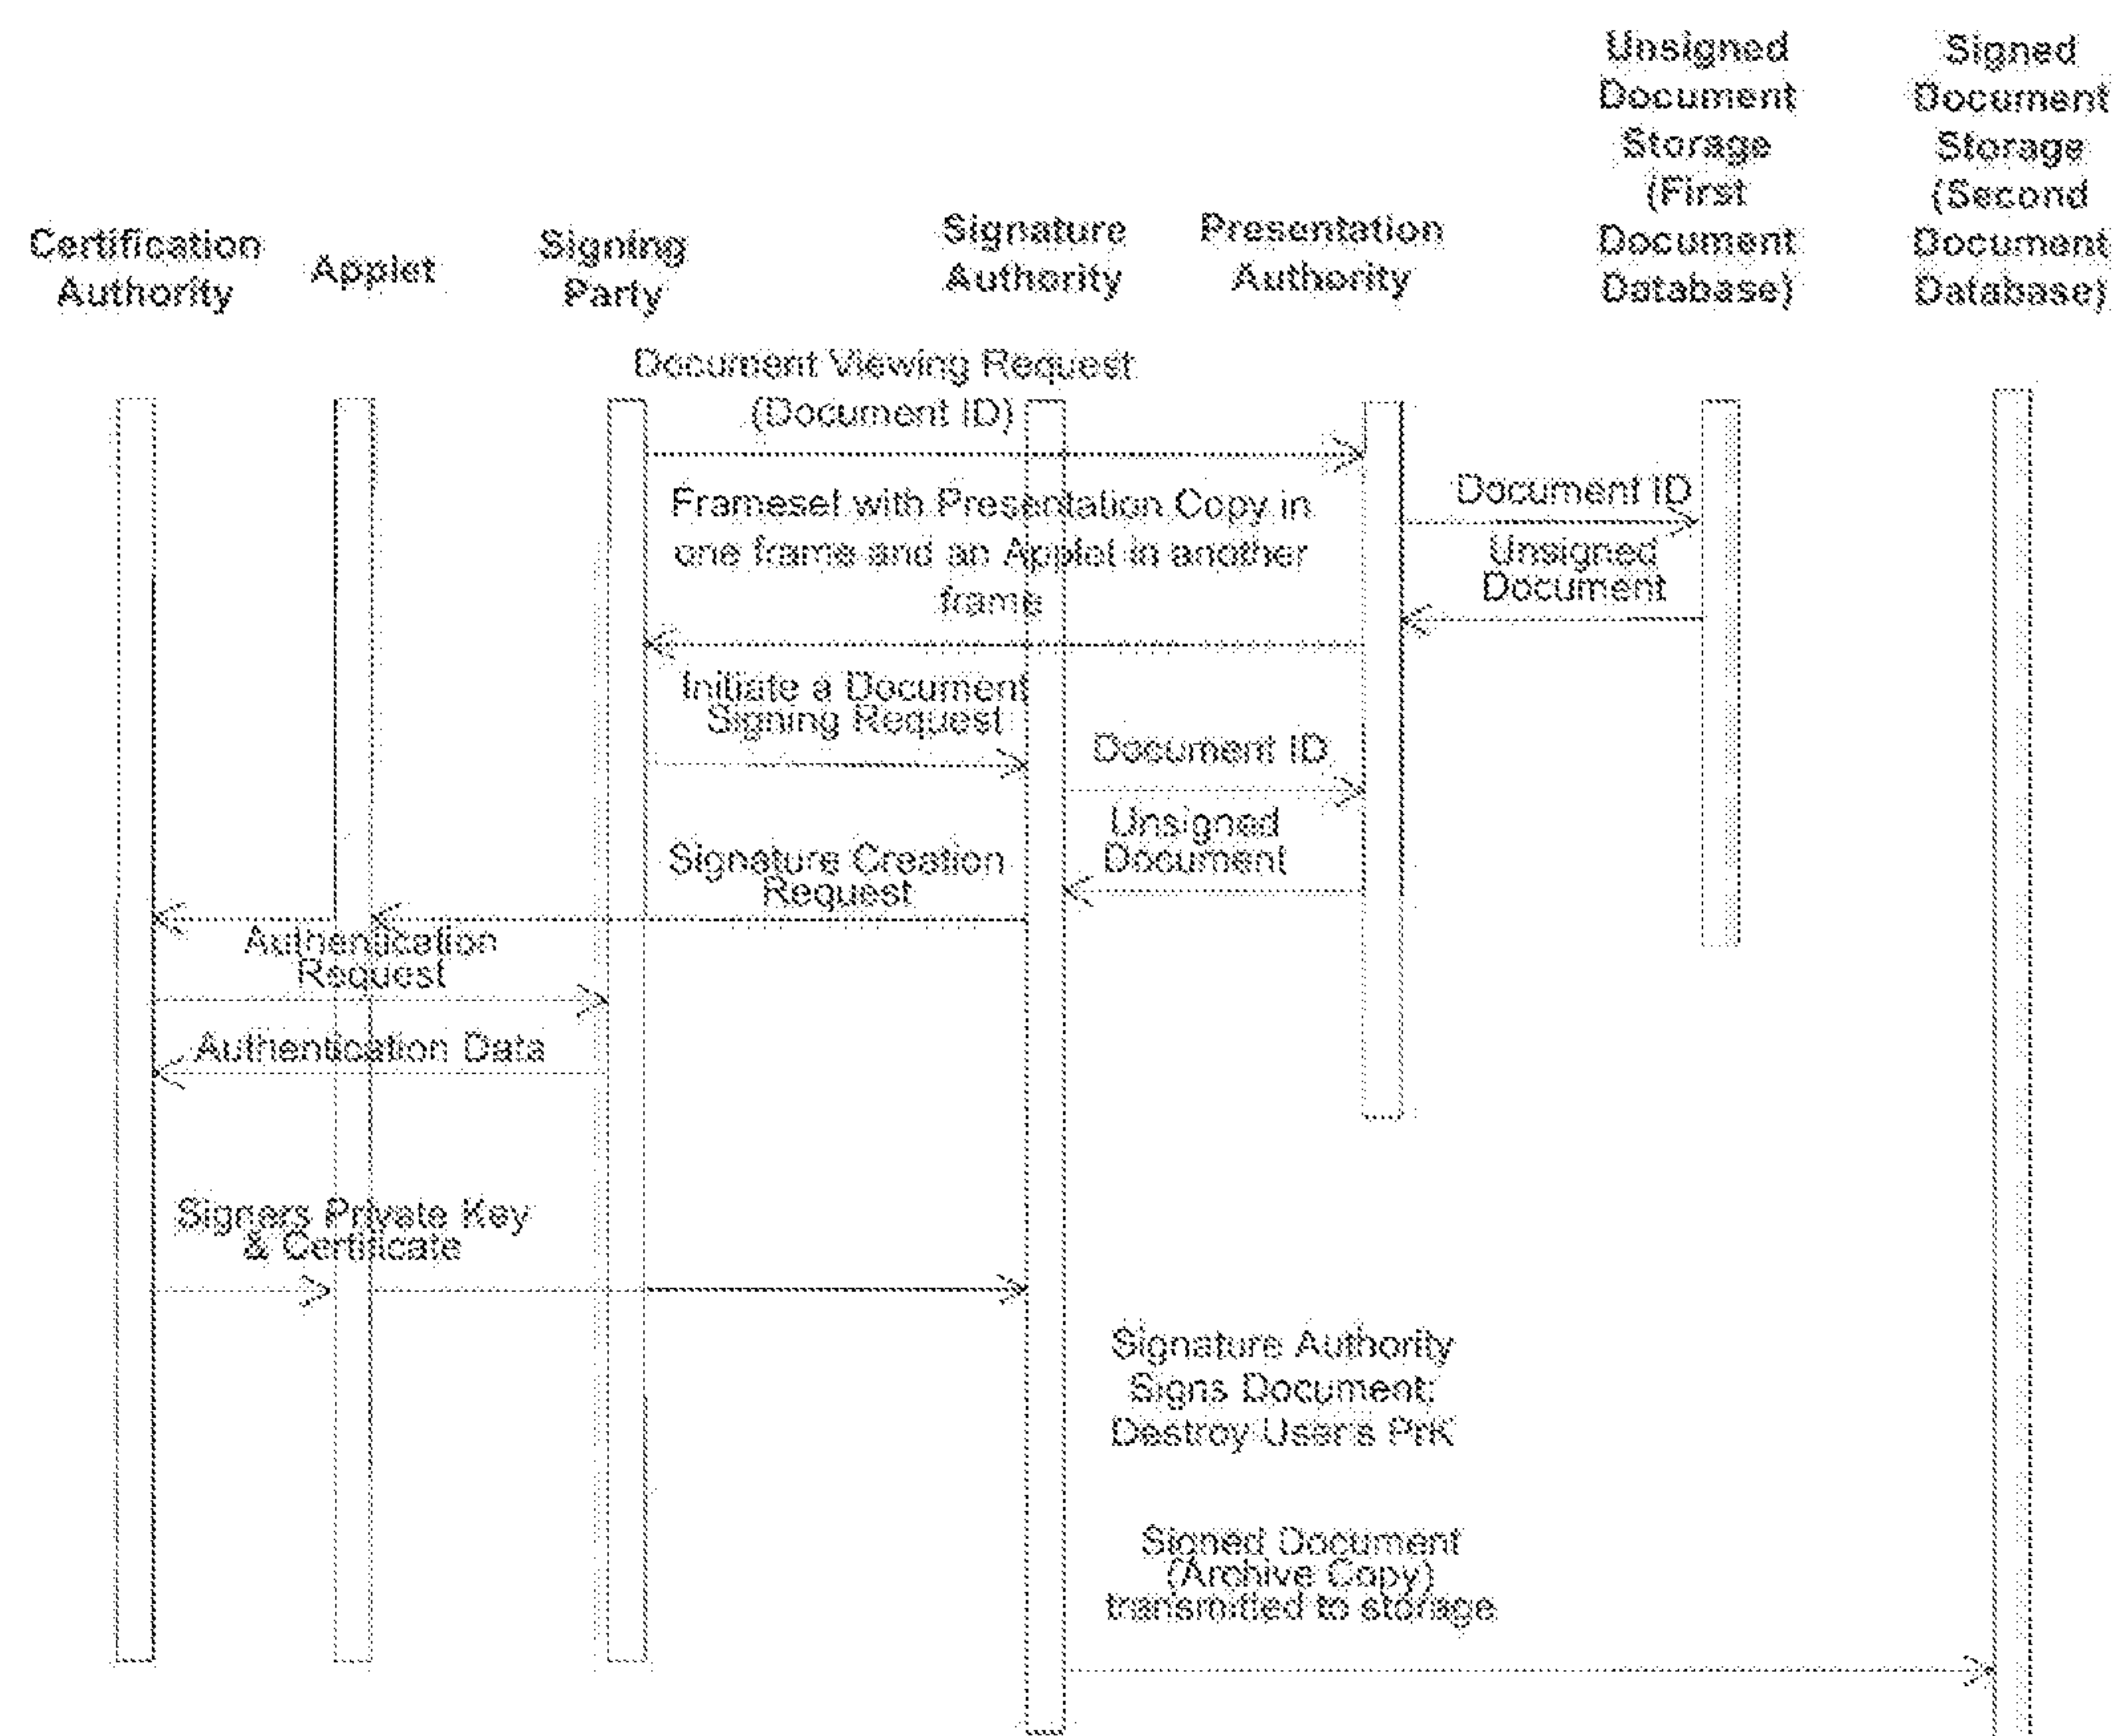 Certification
Authority
Applet
Signing
Party
Signature
Authority
Presentation
Authority
Unsigned
Document
Storage
(First
Document
Database)
Signed
Document
Storage
(Second
Document
Database)
Document Viewing Request
(Document ID)
Document ID
Frameset with Presentation Copy in
one frame and an Applet in another
frame
Unsigned
Document
Initiate a Document
Signing Request
Document ID
Unsigned
Document
Signature Creation
Request
Authentication
Request
Authentication Data
Signers Private Key
& Certificate
Signature Authority
Signs Document;
Destroy User's PrK
Signed Document
(Archive Copy)
transmitted to storage